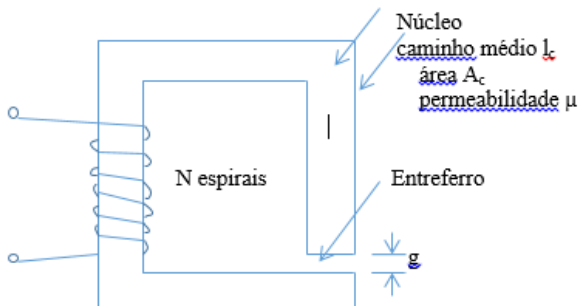 Núcleo
caminho médio lc
área Ac
permeabilidade μ
N espirais
Entreferro
g